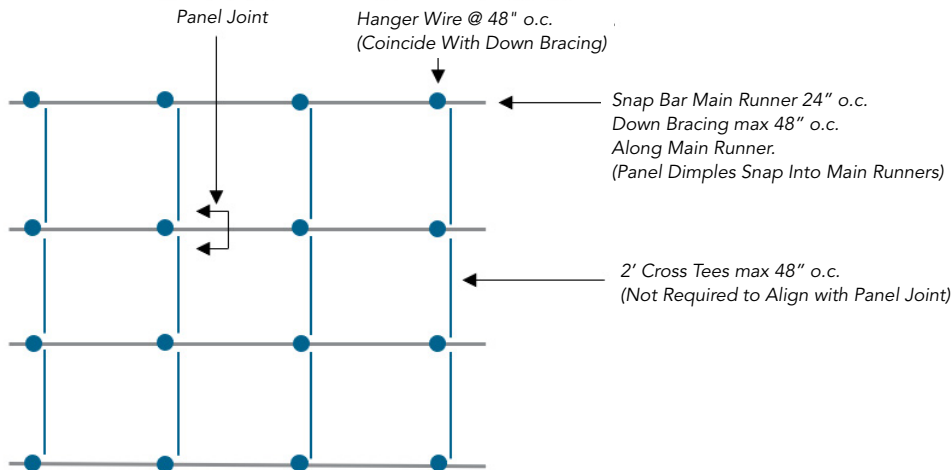 Panel Joint
Hanger Wire @ 48" o.c.
(Coincide With Down Bracing)
Snap Bar Main Runner 24” o.c.
Down Bracing max 48” o.c.
Along Main Runner.
(Panel Dimples Snap Into Main Runners)
2’ Cross Tees max 48” o.c.
(Not Required to Align with Panel Joint)